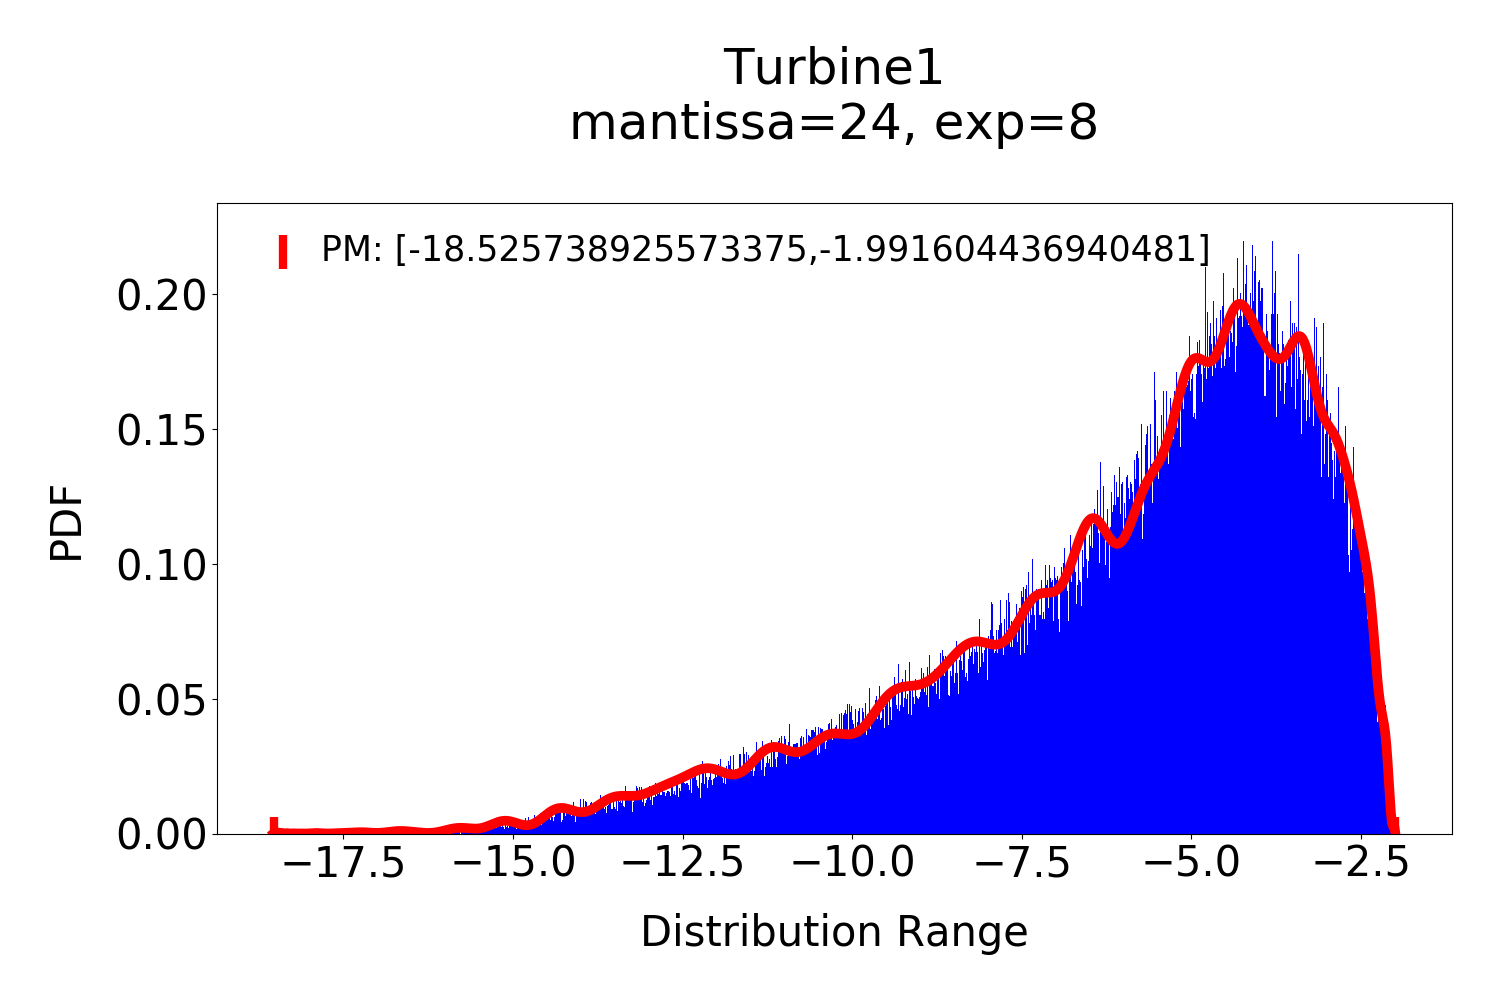 Turbine1
mantissa=24, exp=8
PM: [-18.525738925573375,-1.991604436940481]
PDF
0.20
0.15
0.10
0.05
0.00
−17.5 −15.0 −12.5 −10.0 −7.5 −5.0 −2.5
Distribution Range